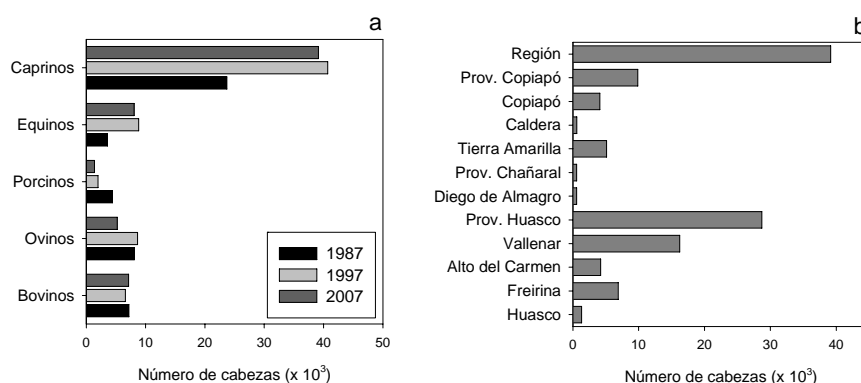 a
Caprinos
Equinos
Porcinos
Ovinos
Bovinos
1987
1997
2007
0 10 20 30 40 50
Número de cabezas (x 10³)
b
Región
Prov. Copiapó
Copiapó
Caldera
Tierra Amarilla
Prov. Chañaral
Diego de Almagro
Prov. Huasco
Vallenar
Alto del Carmen
Freirina
Huasco
0 10 20 30 40
Número de cabezas (x 10³)